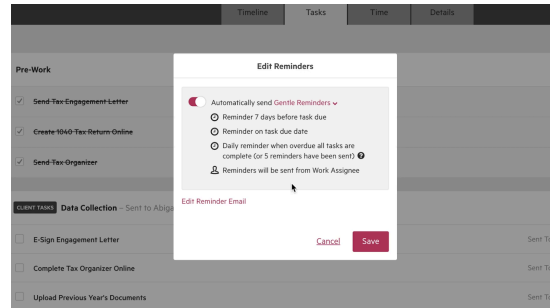 Timeline Tasks Time Details
Pre-Work
Edit Reminders
Automatically send Gentle Reminders
Reminder 7 days before task due
Reminder on task due date
Daily reminder when overdue all tasks are
complete (or 5 reminders have been sent) ?
Reminders will be sent from Work Assignee
Edit Reminder Email
Cancel Save
Send Tax Engagement Letter
Create 1040 Tax Return Online
Send Tax Organizer
CLIENT TASKS Data Collection – Sent to Abiga
E-Sign Engagement Letter Sent
Complete Tax Organizer Online Sent
Upload Previous Year's Documents Sent